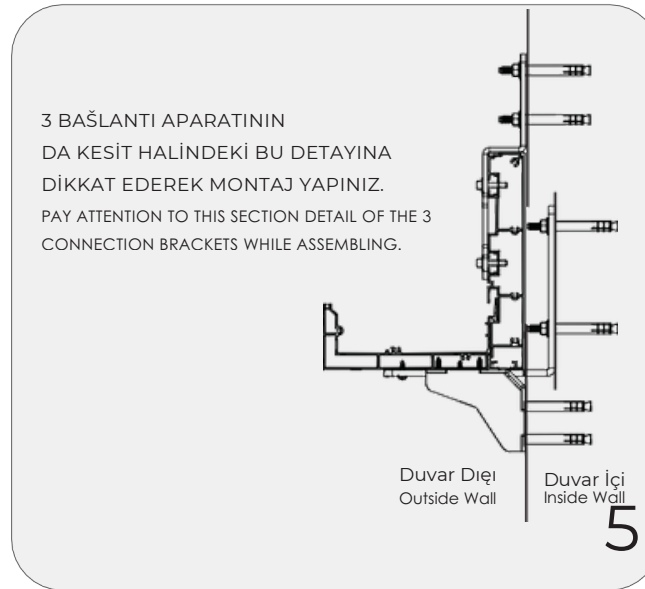 3 BAŠLANTI APARATININ
DA KESİT HALİNDEKİ BU DETAYINA
DİKKAT EDEREK MONTAJ YAPINIZ.
PAY ATTENTION TO THIS SECTION DETAIL OF THE 3
CONNECTION BRACKETS WHILE ASSEMBLING.
Duvar Dıęı
Outside Wall
Duvar İçi
Inside Wall
5